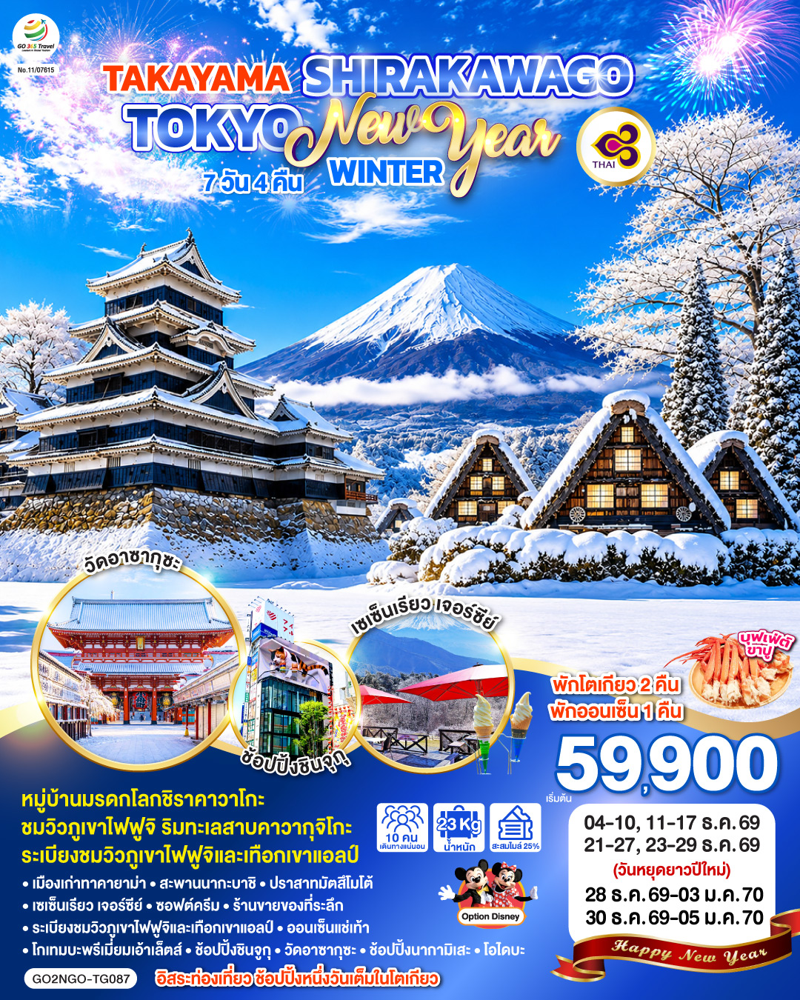 GO 365 Travel
Leaders in Global Tourism
No.11/07615
TAKAYAMA SHIRAKAWAGO
TOKYO New Year
WINTER
7 วัน 4 คืน
THAI
วัดอาซากุซะ
ช้อปปิ้งชินจูกุ
เซเซ็นเรียว เจอร์ซีย์
บุฟเฟ่ต์
ขาปู
พักโตเกียว 2 คืน
พักออนเซ็น 1 คืน
59,900
เริ่มต้น
หมู่บ้านมรดกโลกชิราคาวาโกะ
ชมวิวภูเขาไฟฟูจิ ริมทะเลสาบคาวากุจิโกะ
ระเบียงชมวิวภูเขาไฟฟูจิและเทือกเขาแอลป์
• เมืองเก่าทาคายาม่า • สะพานนากะบาชิ • ปราสาทมัตสึโมโต้
• เซเซ็นเรียว เจอร์ซีย์ • ซอฟต์ครีม • ร้านขายของที่ระลึก
• ระเบียงชมวิวภูเขาไฟฟูจิและเทือกเขาแอลป์ • ออนเซ็นแช่เท้า
• โกเทมบะพรีเมี่ยมเอ้าเล็ตส์ • ช้อปปิ้งชินจูกุ • วัดอาซากุซะ • ช้อปปิ้งนากามิเสะ • โอไดบะ
GO2NGO-TG087
อิสระท่องเที่ยว ช้อปปิ้งหนึ่งวันเต็มในโตเกียว
10 คน
เดินทางแน่นอน
23 Kg
น้ำหนัก
สะสมไมล์ 25%
Option Disney
04-10, 11-17 ธ.ค. 69
21-27, 23-29 ธ.ค. 69
(วันหยุดยาวปีใหม่)
28 ธ.ค. 69-03 ม.ค. 70
30 ธ.ค. 69-05 ม.ค. 70
Happy New Year